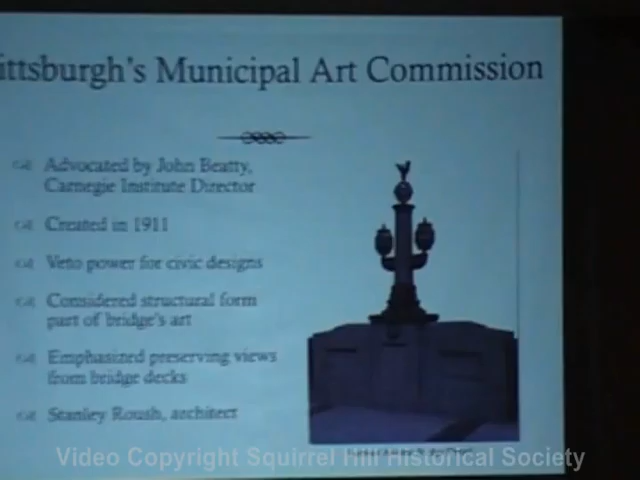 ittsburgh's Municipal Art Commission
Advocated by John Beatty,
Carnegie Institute Director
Created in 1911
Veto power for civic designs
Considered structural form
part of bridge's art
Emphasized preserving views
from bridge decks
Stanley Roush, architect
Video Copyright Squirrel Hill Historical Society